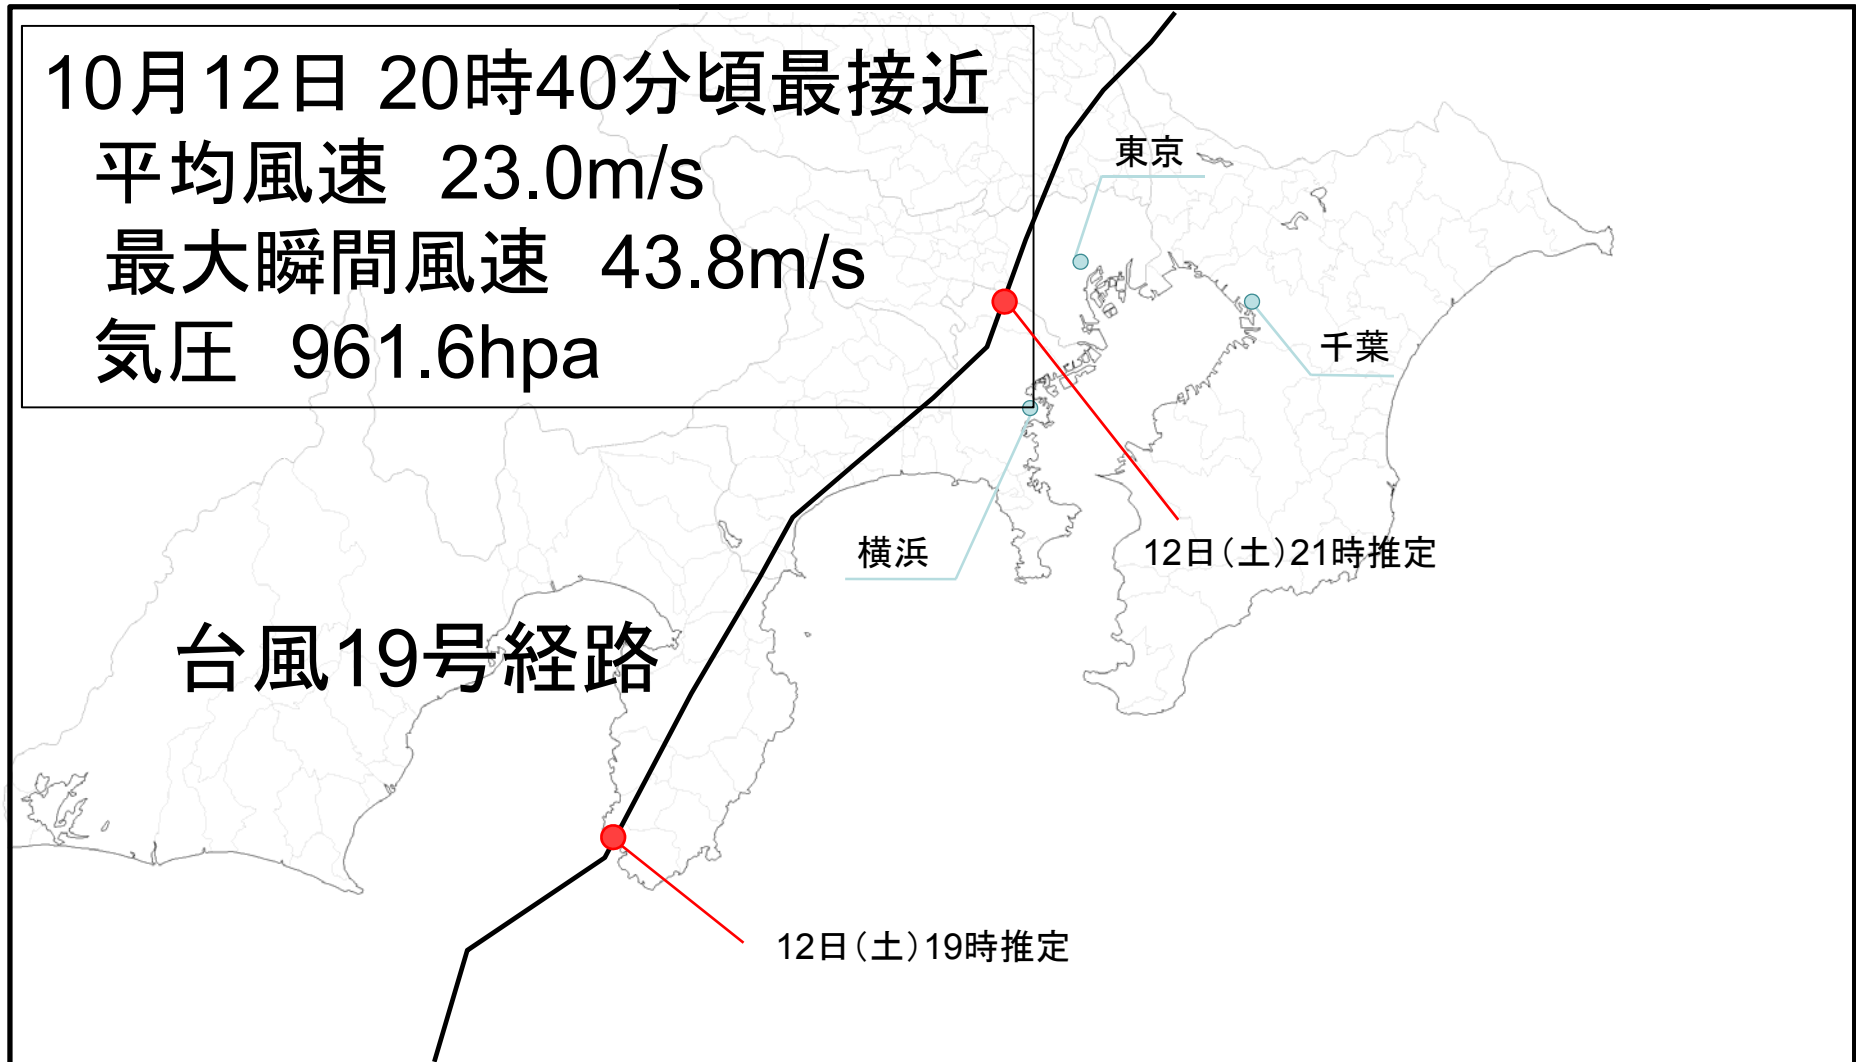 10月12日 20時40分頃最接近
平均風速　23.0m/s
最大瞬間風速　43.8m/s
気圧　961.6hpa
東京
千葉
横浜
12日(土)21時推定
台風19号経路
12日(土)19時推定